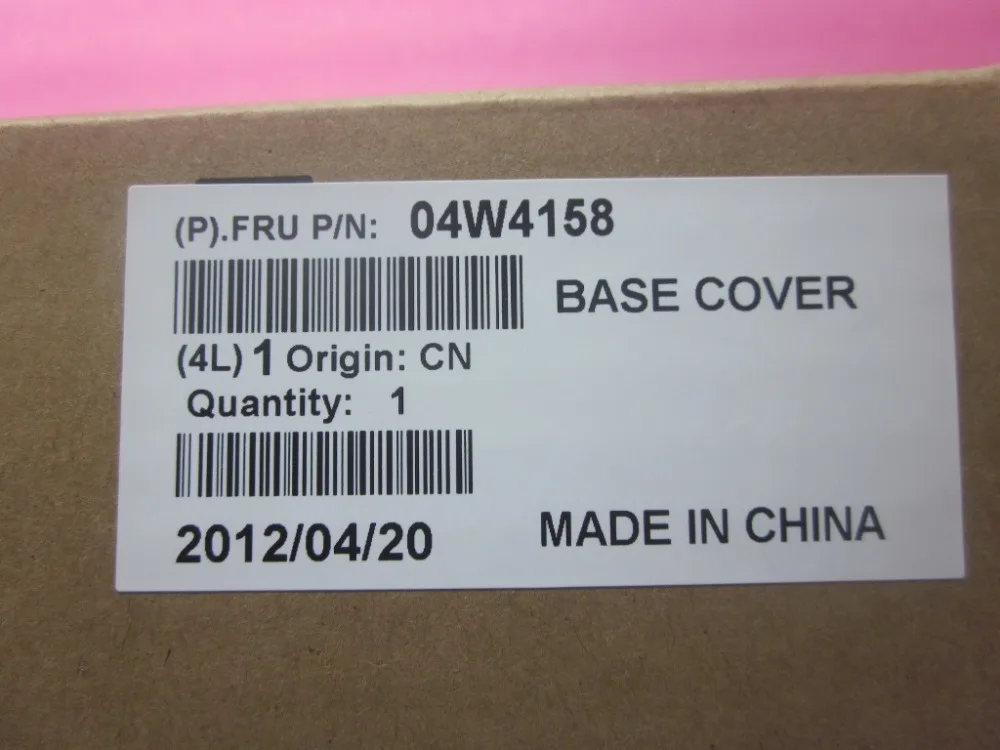 (P).FRU P/N: 04W4158
BASE COVER
(4L) 1 Origin: CN
Quantity: 1
2012/04/20
MADE IN CHINA